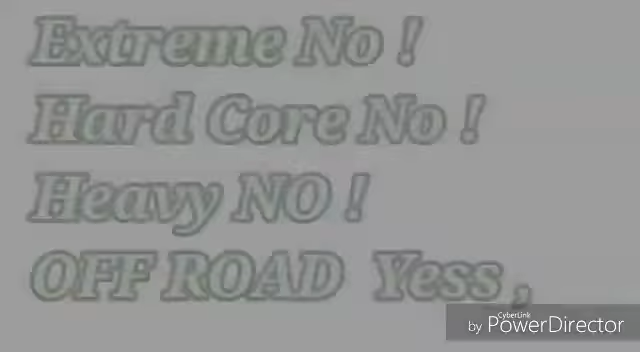 Extreme No !
Hard Core No !
Heavy NO !
OFF ROAD Yess ,
CyberLink
by PowerDirector